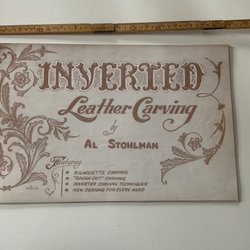 INVERTED
Leather Carving
by
AL STOHLMAN
Featuring
★ SILHOUETTE CARVING
★ "ROUGH-OUT" CARVING
★ INVERTED CARVING TECHNIQUES
★ NEW DESIGNS FOR EVERY NEED